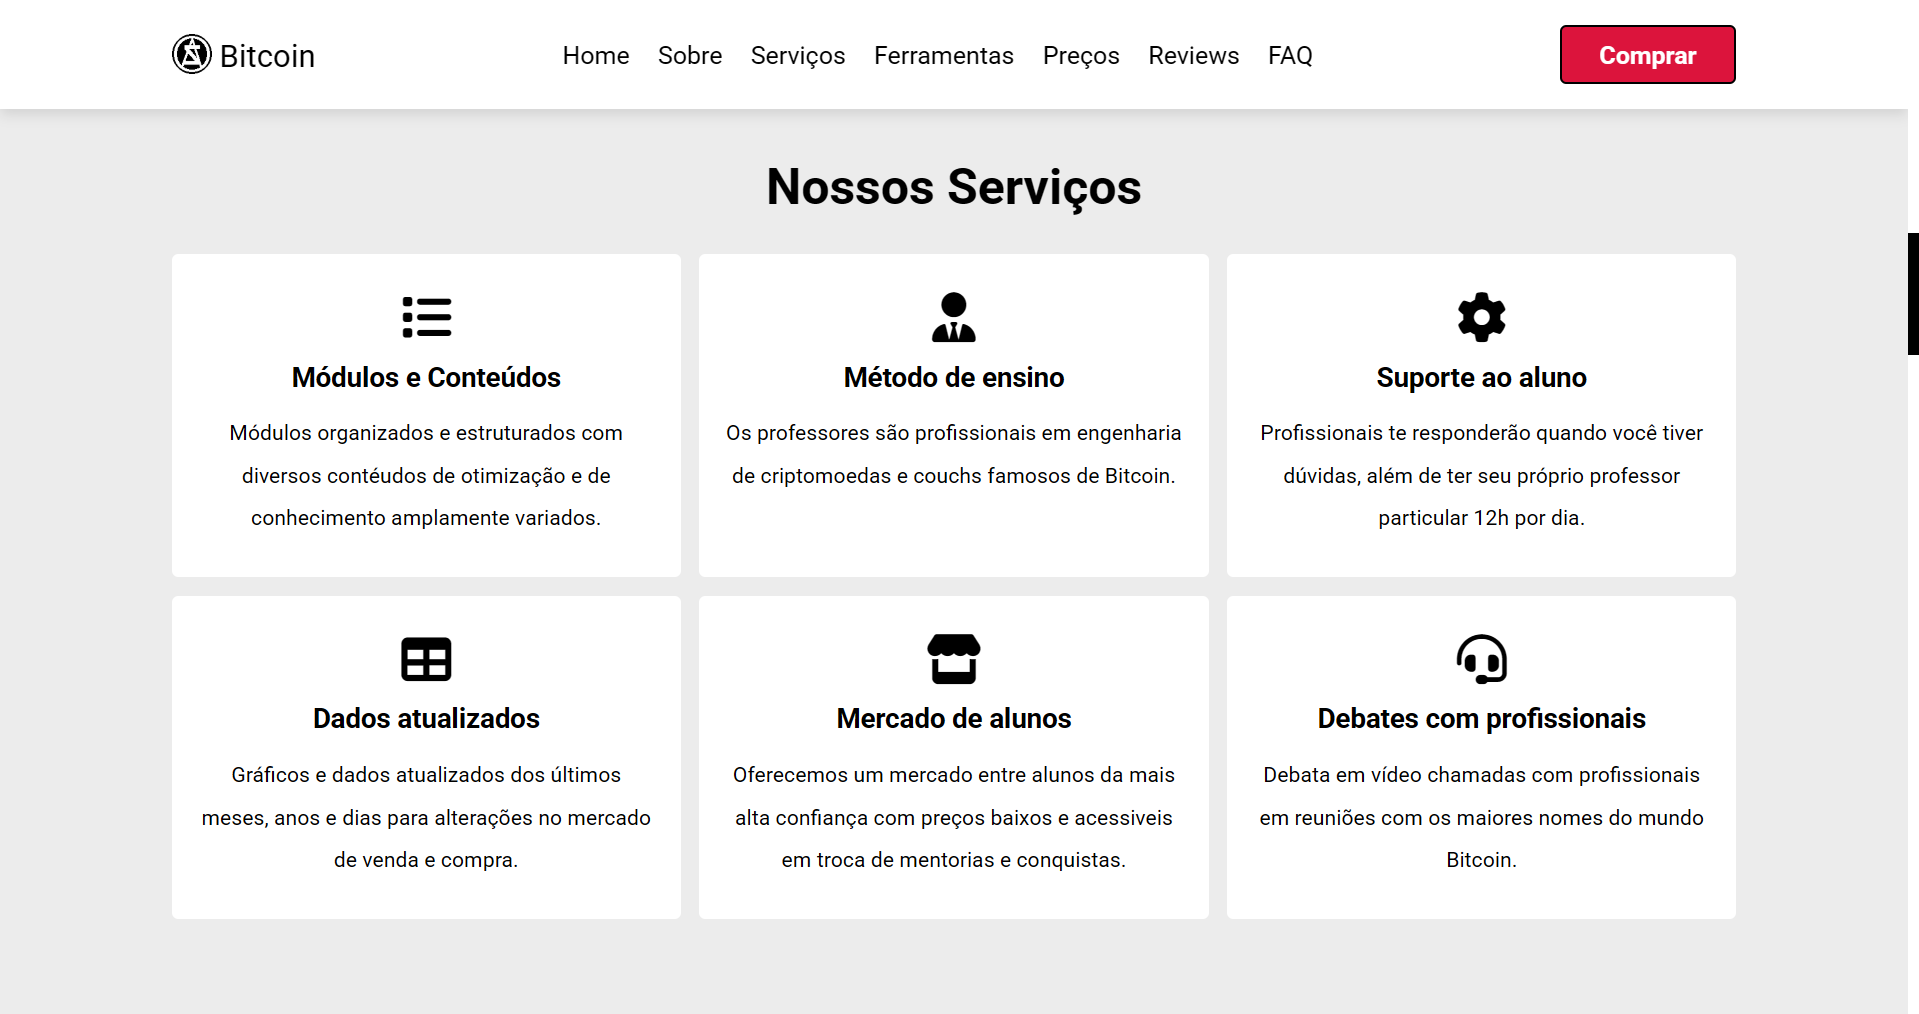 Bitcoin
Home Sobre Serviços Ferramentas Preços Reviews FAQ
Comprar
Nossos Serviços
Módulos e Conteúdos
Módulos organizados e estruturados com
diversos contéudos de otimização e de
conhecimento amplamente variados.
Método de ensino
Os professores são profissionais em engenharia
de criptomoedas e couchs famosos de Bitcoin.
Suporte ao aluno
Profissionais te responderão quando você tiver
dúvidas, além de ter seu próprio professor
particular 12h por dia.
Dados atualizados
Gráficos e dados atualizados dos últimos
meses, anos e dias para alterações no mercado
de venda e compra.
Mercado de alunos
Oferecemos um mercado entre alunos da mais
alta confiança com preços baixos e acessiveis
em troca de mentorias e conquistas.
Debates com profissionais
Debata em vídeo chamadas com profissionais
em reuniões com os maiores nomes do mundo
Bitcoin.